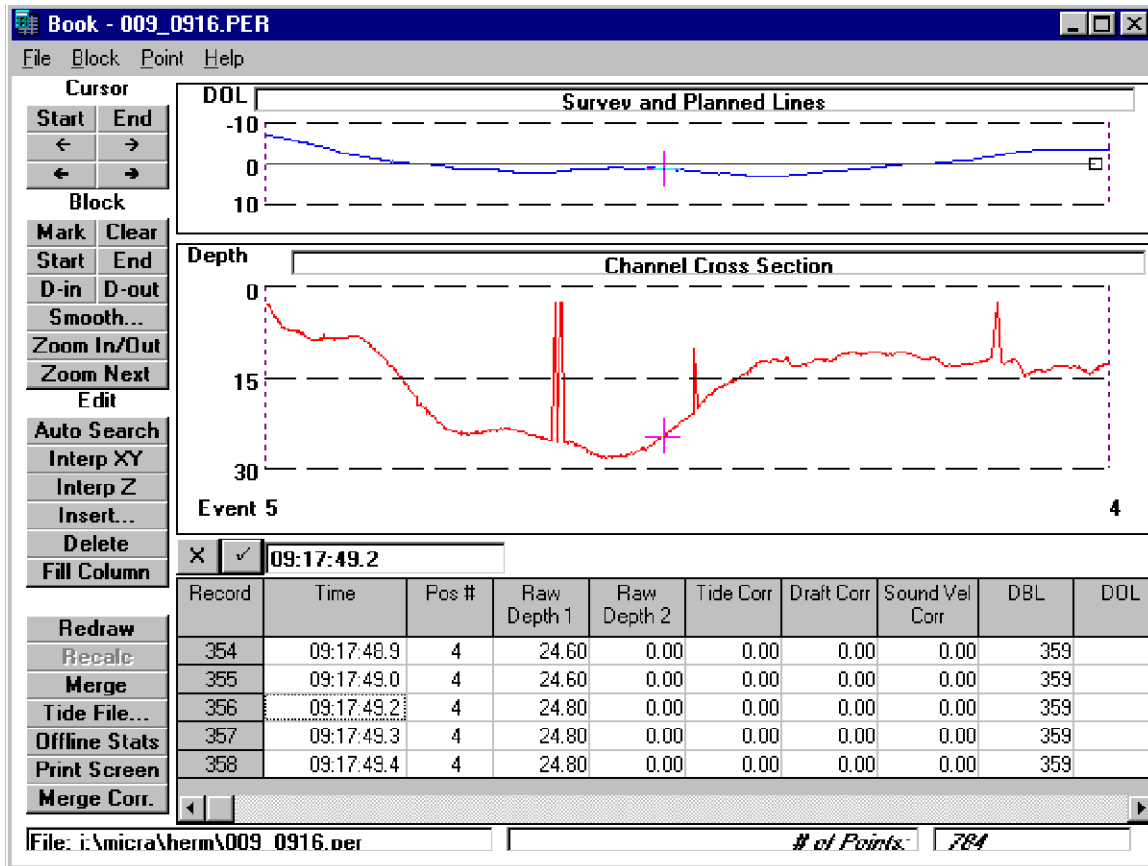 Book - 009_0916.PER
File Block Point Help
Cursor
Start End
Block
Mark Clear
Start End
D-in D-out
Smooth...
Zoom In/Out
Zoom Next
Edit
Auto Search
Interp XY
Interp Z
Insert...
Delete
Fill Column
Redraw
Recalc
Merge
Tide File...
Offline Stats
Print Screen
Merge Corr.
DOL
Survey and Planned Lines
-10
0
10
Depth
Channel Cross Section
0
15
30
Event 5 4
X ✓ 09:17:49.2
Record Time Pos # Raw Depth 1 Raw Depth 2 Tide Corr Draft Corr Sound Vel Corr DBL DOL
354 09:17:48.9 4 24.60 0.00 0.00 0.00 0.00 359
355 09:17:49.0 4 24.60 0.00 0.00 0.00 0.00 359
356 09:17:49.2 4 24.80 0.00 0.00 0.00 0.00 359
357 09:17:49.3 4 24.80 0.00 0.00 0.00 0.00 359
358 09:17:49.4 4 24.80 0.00 0.00 0.00 0.00 359
File: i:\micra\herm\009_0916.per # of Points: 784